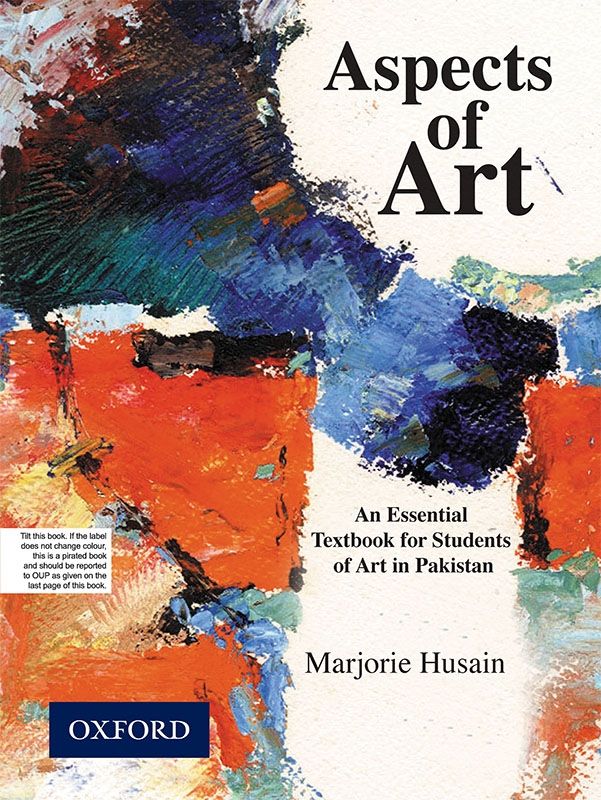 Aspects
of
Art
An Essential
Textbook for Students
of Art in Pakistan
Tilt this book. If the label
does not change colour,
this is a pirated book
and should be reported
to OUP as given on the
last page of this book.
Marjorie Husain
OXFORD